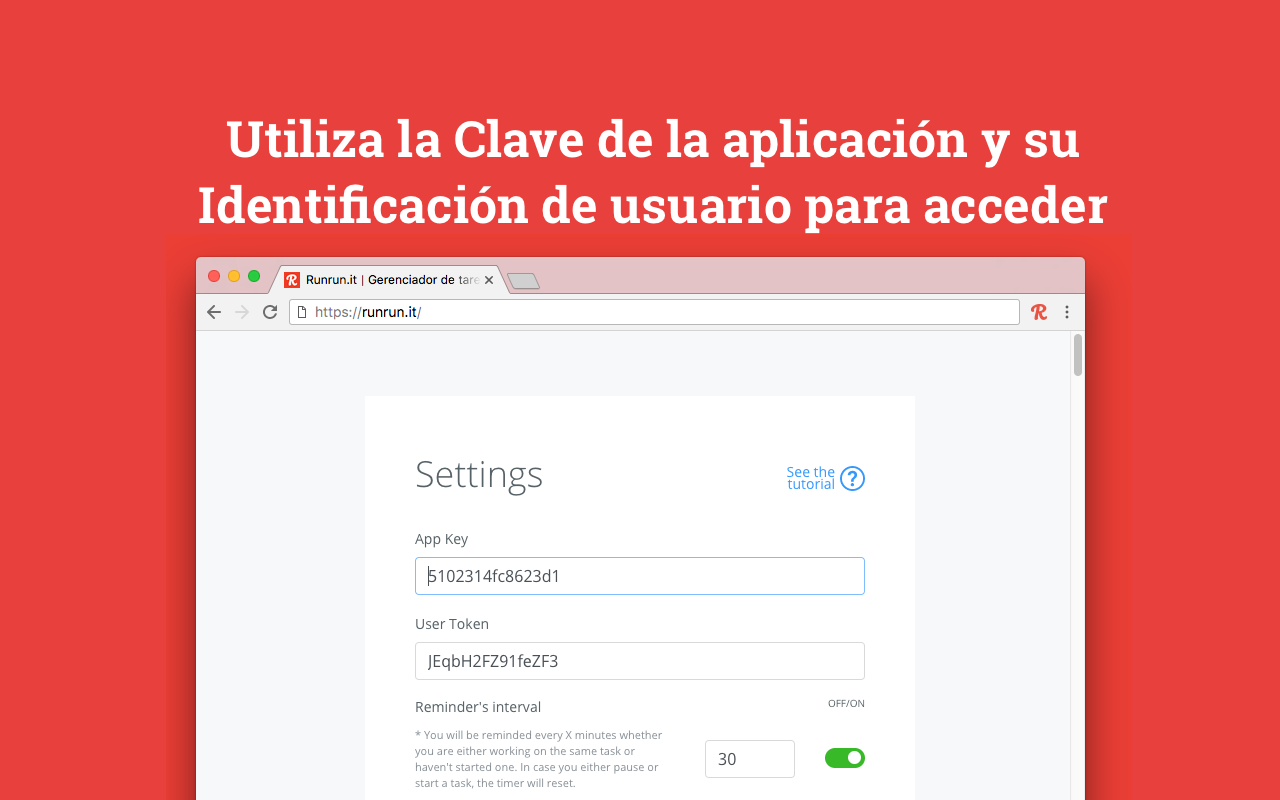 Utiliza la Clave de la aplicación y su
Identificación de usuario para acceder
Runrun.it | Gerenciador de tare
https://runrun.it/
Settings
See the
tutorial
?
App Key
5102314fc8623d1
User Token
JEqbH2FZ91feZF3
Reminder's interval
OFF/ON
* You will be reminded every X minutes whether
you are either working on the same task or
haven't started one. In case you either pause or
start a task, the timer will reset.
30